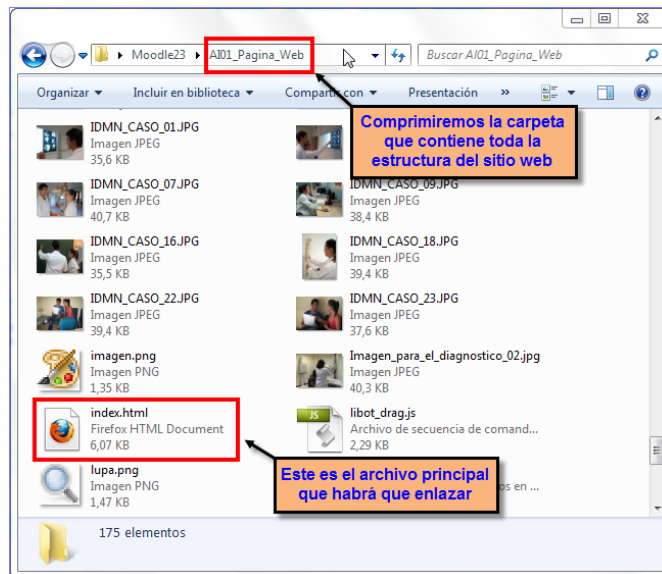 Moodle23 AI01_Pagina_Web Buscar AI01_Pagina_Web
Organizar Incluir en biblioteca Compartir con Presentación »
Comprimiremos la carpeta
que contiene toda la
estructura del sitio web
IDMN_CASO_01.JPG
Imagen JPEG
35,6 KB
IDMN_CASO_07.JPG
Imagen JPEG
40,7 KB
IDMN_CASO_09.JPG
Imagen JPEG
38,4 KB
IDMN_CASO_16.JPG
Imagen JPEG
35,5 KB
IDMN_CASO_18.JPG
Imagen JPEG
39,4 KB
IDMN_CASO_22.JPG
Imagen JPEG
39,4 KB
IDMN_CASO_23.JPG
Imagen JPEG
37,6 KB
imagen.png
Imagen PNG
1,35 KB
Imagen_para_el_diagnostico_02.jpg
Imagen JPEG
40,3 KB
index.html
Firefox HTML Document
6,07 KB
JS
libot_drag.js
Archivo de secuencia de comand...
2,29 KB
lupa.png
Imagen PNG
1,47 KB
Este es el archivo principal
que habrá que enlazar
os en ...
175 elementos